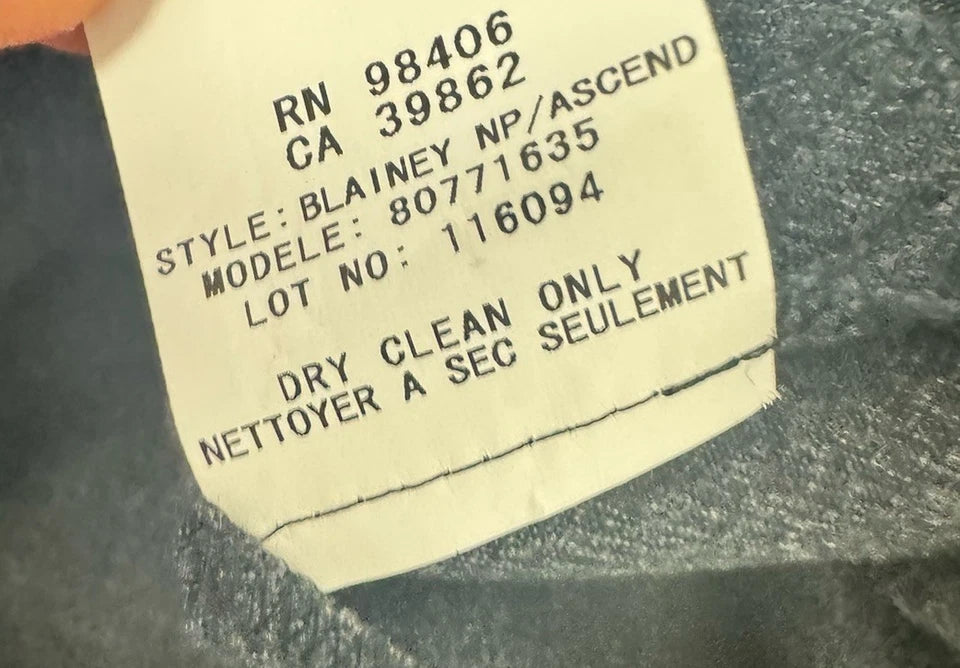 RN 98406
CA 39862
STYLE: BLAINEY NP/ASCEND
MODELE: 80771635
LOT NO: 116094
DRY CLEAN ONLY
NETTOYER A SEC SEULEMENT